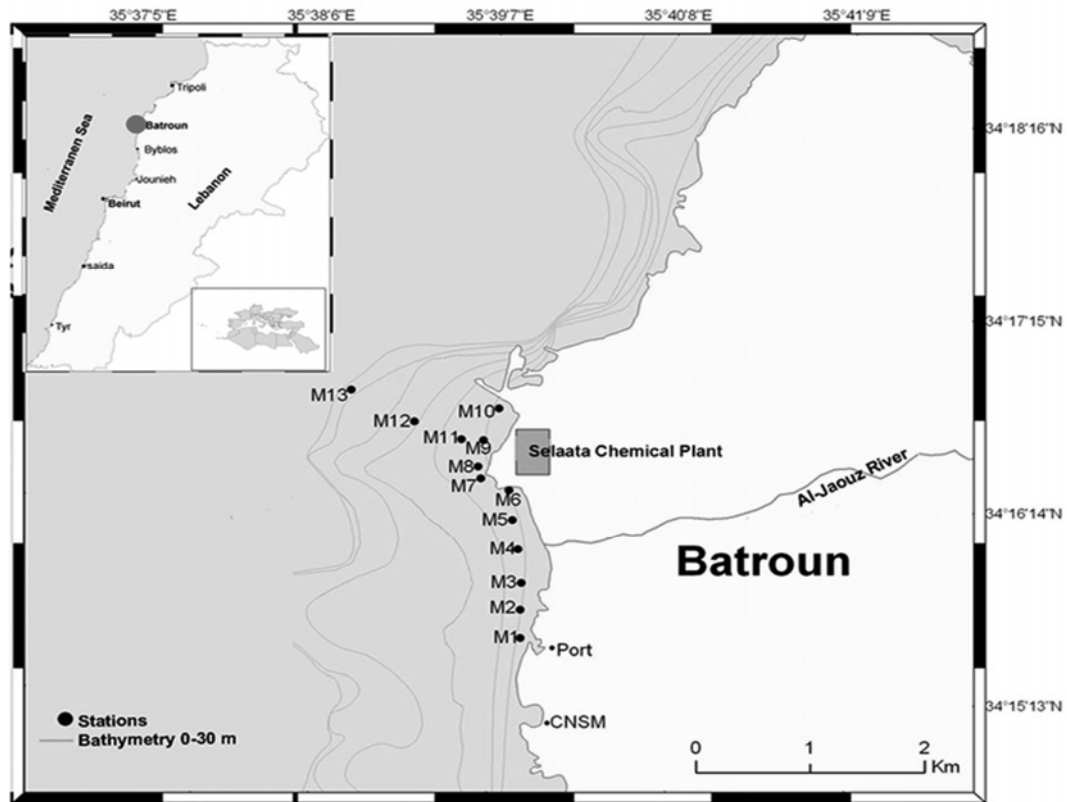 35°37'5"E 35°38'6"E 35°39'7"E 35°40'8"E 35°41'9"E
Tripoli
Batroun
Byblos
Jounieh
Beirut
saida
Tyr
Mediterranen Sea
Lebanon
34°18'16"N
34°17'15"N
34°16'14"N
34°15'13"N
M13
M12
M10
M11
M9
M8
M7
M6
M5
M4
M3
M2
M1
Selaata Chemical Plant
Al-Jaouz River
Batroun
Port
CNSM
Stations
Bathymetry 0-30 m
0 1 2
Km